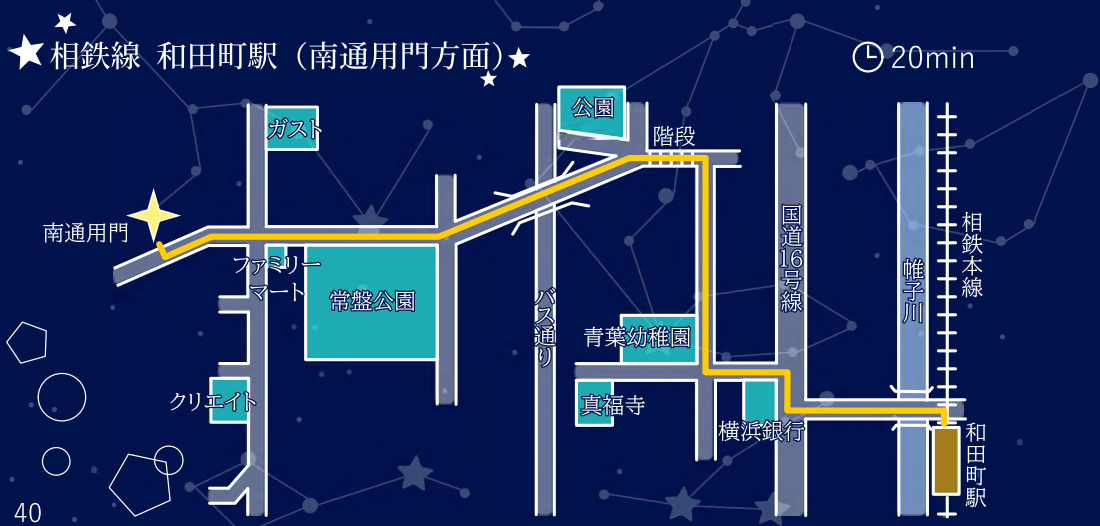 相鉄線 和田町駅（南通用門方面）
20min
公園
ガスト
階段
南通用門
国道16号線
相鉄本線
ファミリー
マート
帷子川
常盤公園
バス通り
青葉幼稚園
クリエイト
真福寺
横浜銀行
和田町駅
40